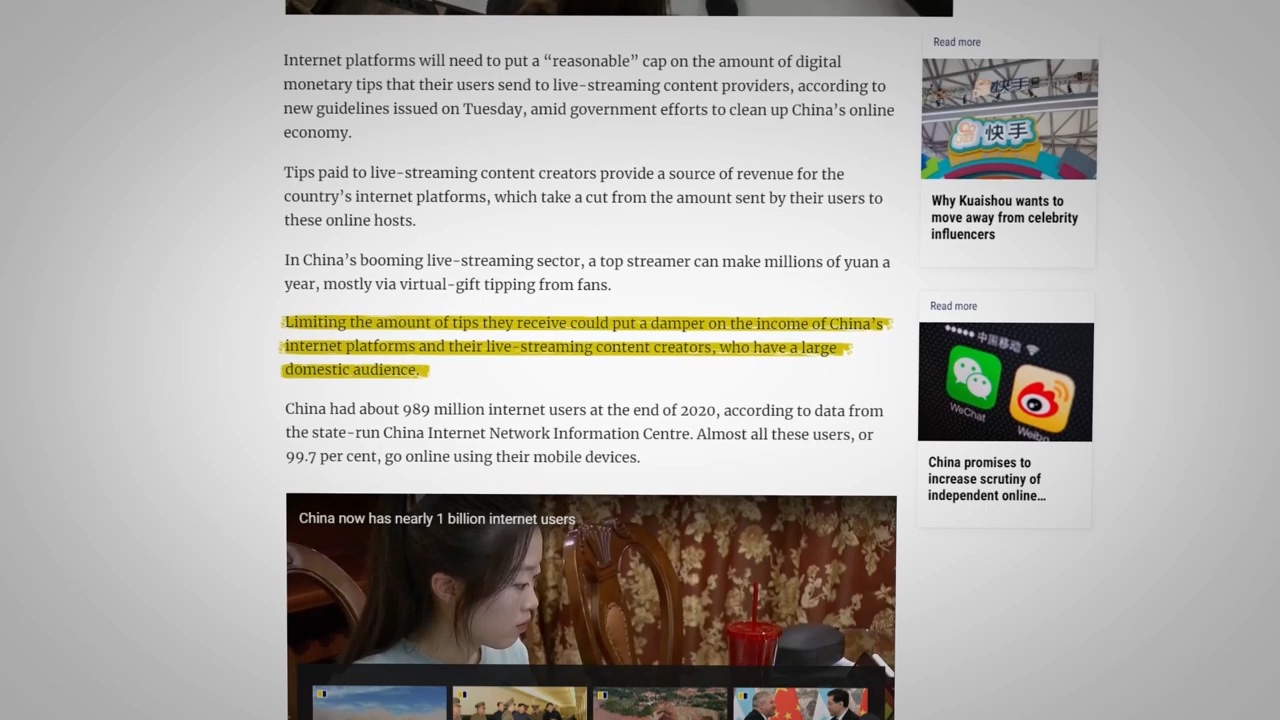 Internet platforms will need to put a “reasonable” cap on the amount of digital
monetary tips that their users send to live-streaming content providers, according to
new guidelines issued on Tuesday, amid government efforts to clean up China’s online
economy.
Tips paid to live-streaming content creators provide a source of revenue for the
country’s internet platforms, which take a cut from the amount sent by their users to
these online hosts.
In China’s booming live-streaming sector, a top streamer can make millions of yuan a
year, mostly via virtual-gift tipping from fans.
Limiting the amount of tips they receive could put a damper on the income of China’s
internet platforms and their live-streaming content creators, who have a large
domestic audience.
China had about 989 million internet users at the end of 2020, according to data from
the state-run China Internet Network Information Centre. Almost all these users, or
99.7 per cent, go online using their mobile devices.
China now has nearly 1 billion internet users
Read more
快手
快手
Why Kuaishou wants to
move away from celebrity
influencers
Read more
中国移动
WeChat
Weibo
China promises to
increase scrutiny of
independent online…